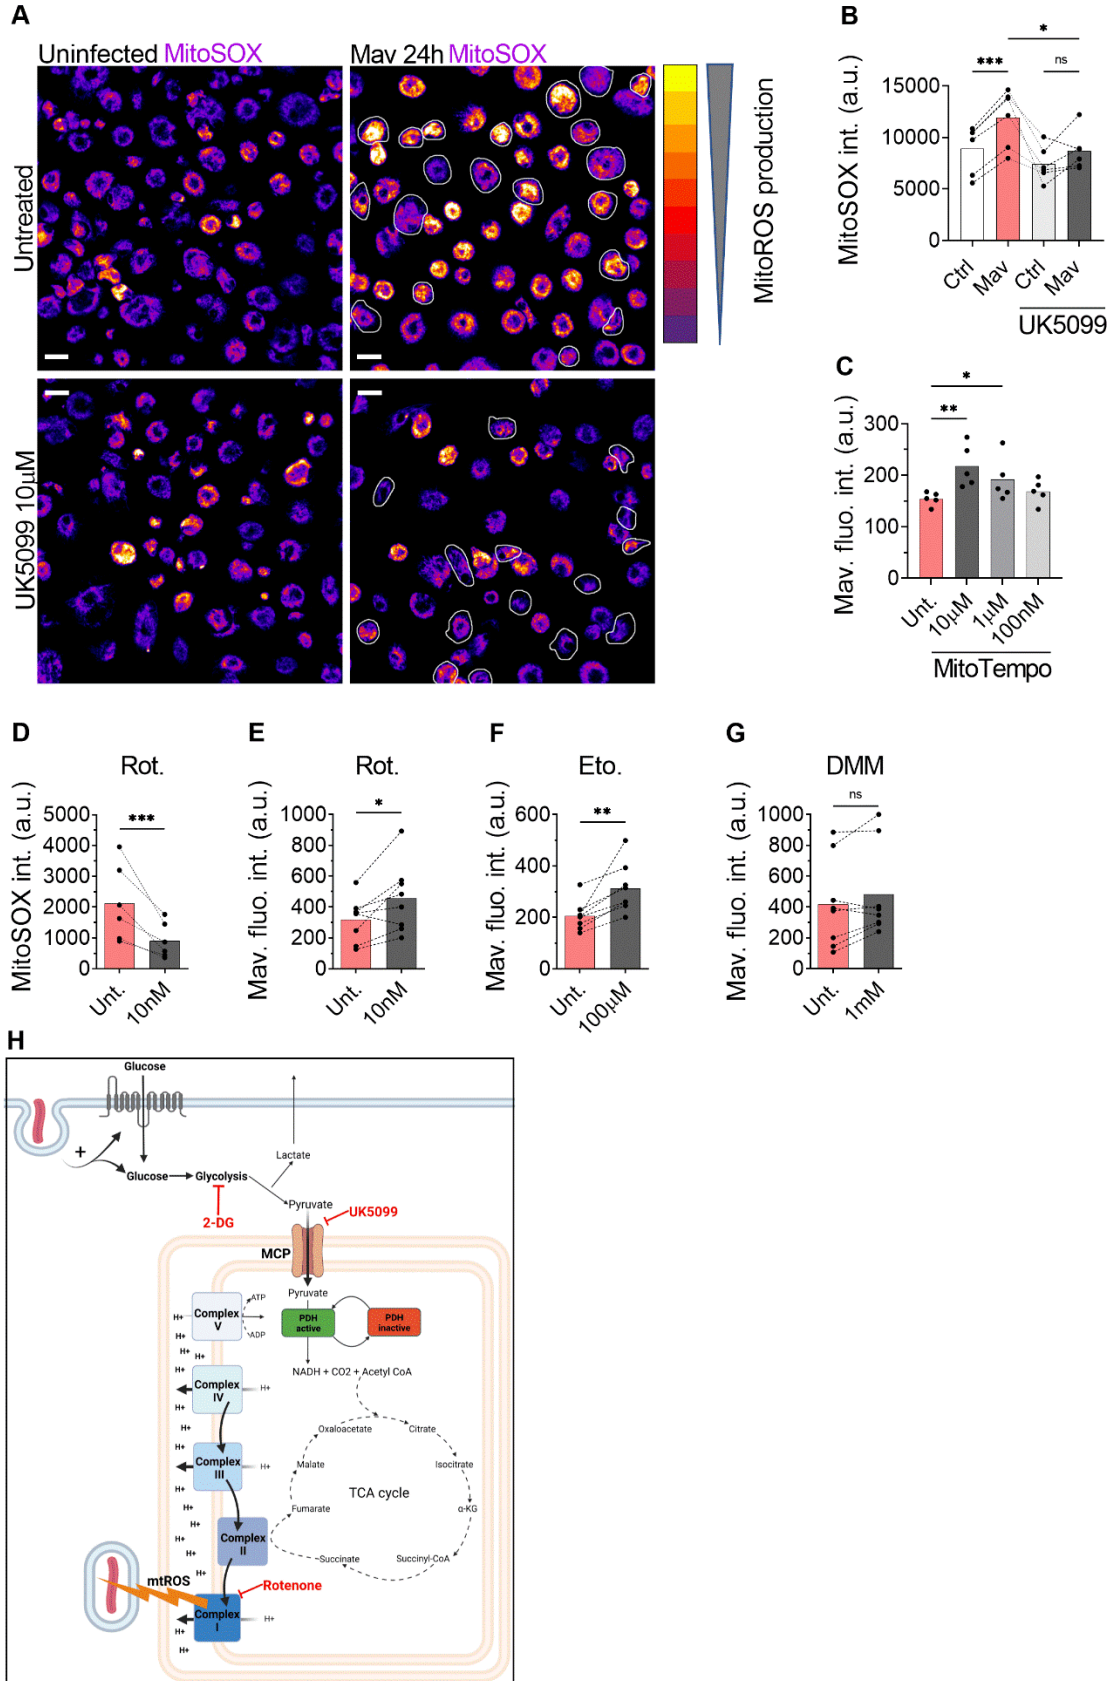 A
Uninfected MitoSOX
Mav 24h MitoSOX
Untreated
UK5099 10µM
MitoROS production
B
MitoSOX int. (a.u.)
15000
10000
5000
0
***
*
ns
Ctrl
Mav
Ctrl
Mav
UK5099
C
Mav. fluo. int. (a.u.)
300
200
100
0
*
**
Unt.
10µM
1µM
100nM
MitoTempo
D
Rot.
MitoSOX int. (a.u.)
5000
4000
3000
2000
1000
0
***
Unt.
10nM
E
Rot.
Mav. fluo. int. (a.u.)
1000
800
600
400
200
0
*
Unt.
10nM
F
Eto.
Mav. fluo. int. (a.u.)
600
400
200
0
**
Unt.
100µM
G
DMM
Mav. fluo. int. (a.u.)
1000
800
600
400
200
0
ns
Unt.
1mM
H
Glucose
+
Lactate
Glucose
Glycolysis
Pyruvate
2-DG
UK5099
MCP
Pyruvate
PDH
active
PDH
inactive
ATP
ADP
Complex
V
H+
H+
H+
H+
NADH + CO2 + Acetyl CoA
H+
Complex
IV
H+
H+
H+
Oxaloacetate
Citrate
H+
Complex
III
H+
Malate
Isocitrate
TCA cycle
H+
H+
H+
Fumarate
α-KG
H+
H+
Complex
II
Succinate
Succinyl-CoA
H+
mtROS
Rotenone
Complex
I
H+
H+
H+